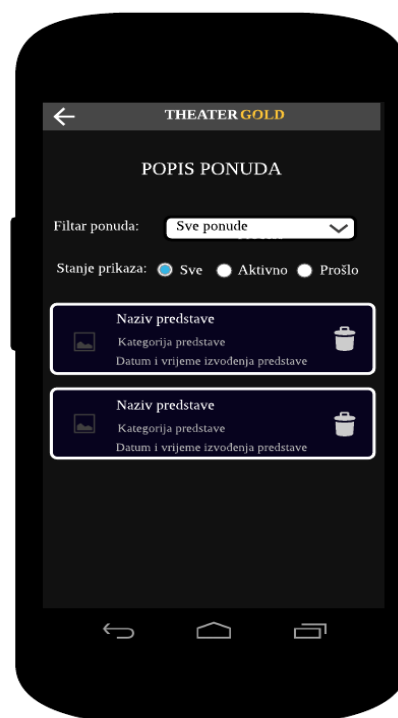 THEATER GOLD
POPIS PONUDA
Filtar ponuda: Sve ponude
Stanje prikaza: Sve Aktivno Prošlo
Naziv predstave
Kategorija predstave
Datum i vrijeme izvođenja predstave
Naziv predstave
Kategorija predstave
Datum i vrijeme izvođenja predstave